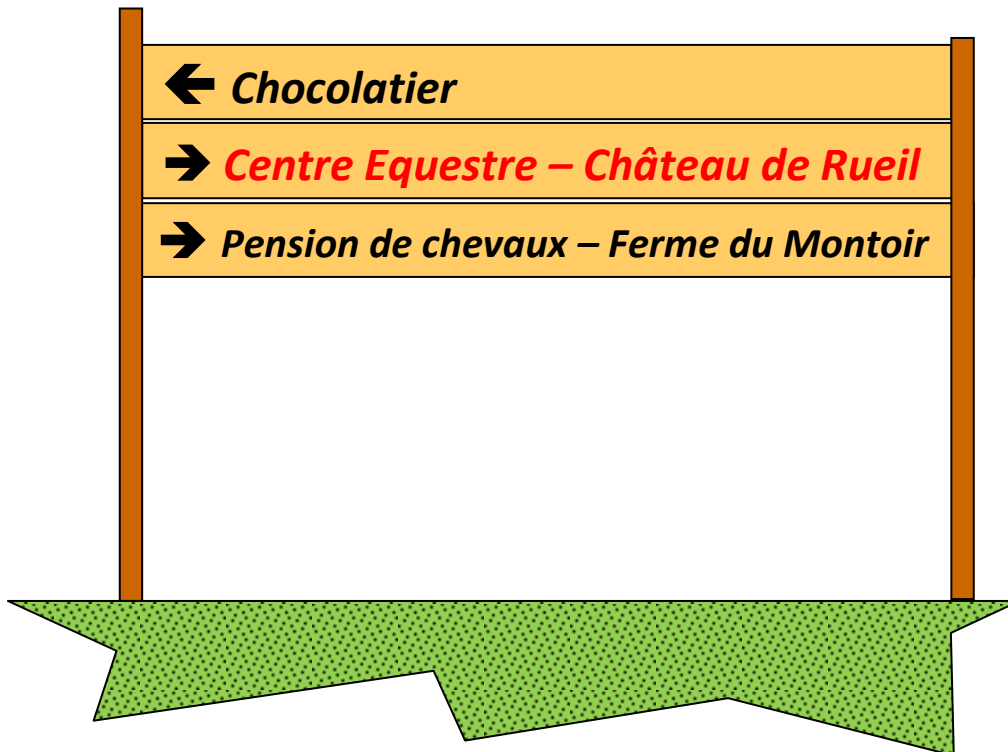 🡸 Chocolatier
🡺 Centre Equestre – Château de Rueil
🡺 Pension de chevaux – Ferme du Montoir